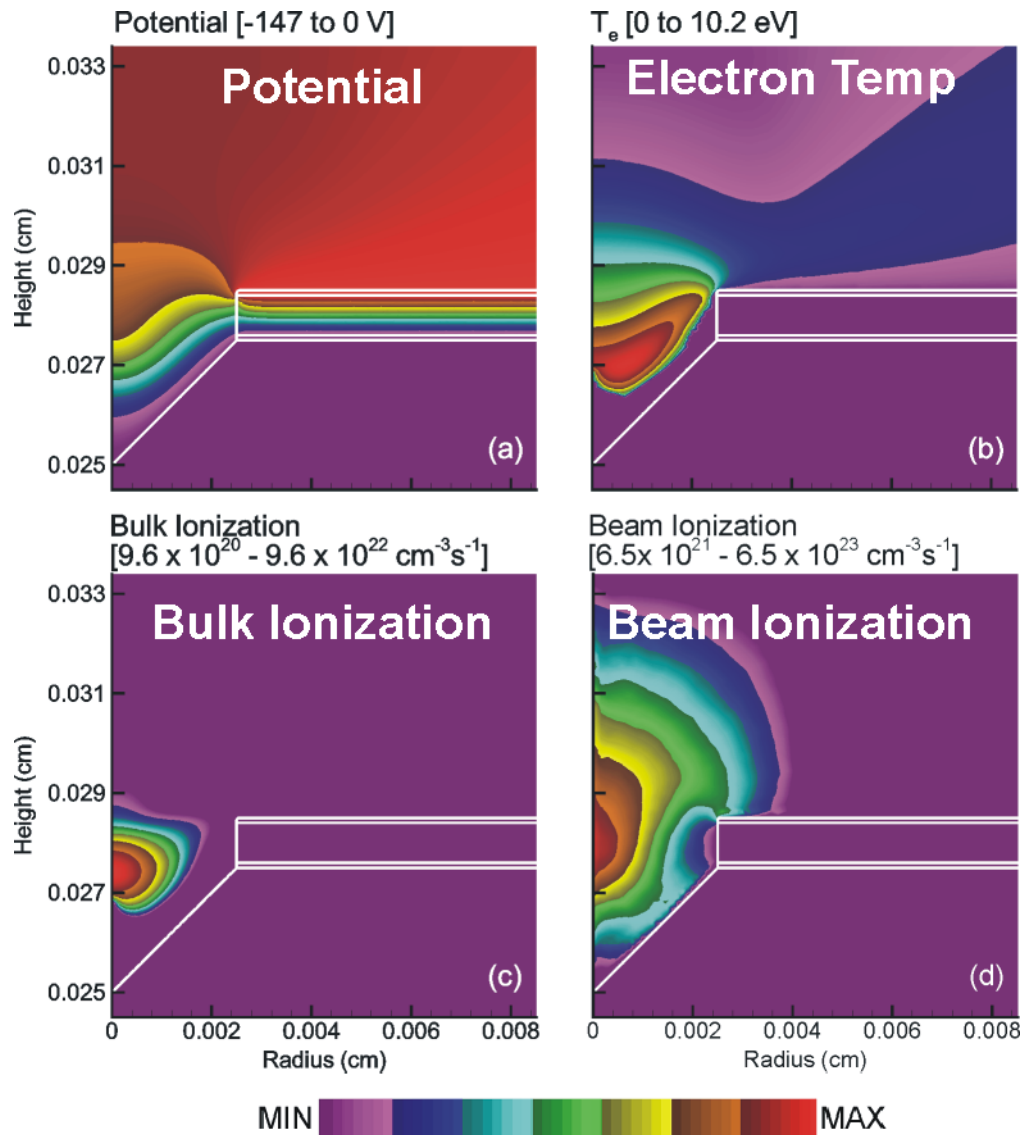 Potential [-147 to 0 V]
Potential
Height (cm)
0.033
0.031
0.029
0.027
0.025
(a)
Te [0 to 10.2 eV]
Electron Temp
(b)
Bulk Ionization
[9.6 x 10^20 - 9.6 x 10^22 cm^-3s^-1]
Bulk Ionization
Height (cm)
0.033
0.031
0.029
0.027
0.025
(c)
0 0.002 0.004 0.006 0.008
Radius (cm)
Beam Ionization
[6.5x 10^21 - 6.5 x 10^23 cm^-3s^-1]
Beam Ionization
(d)
0 0.002 0.004 0.006 0.008
Radius (cm)
MIN MAX